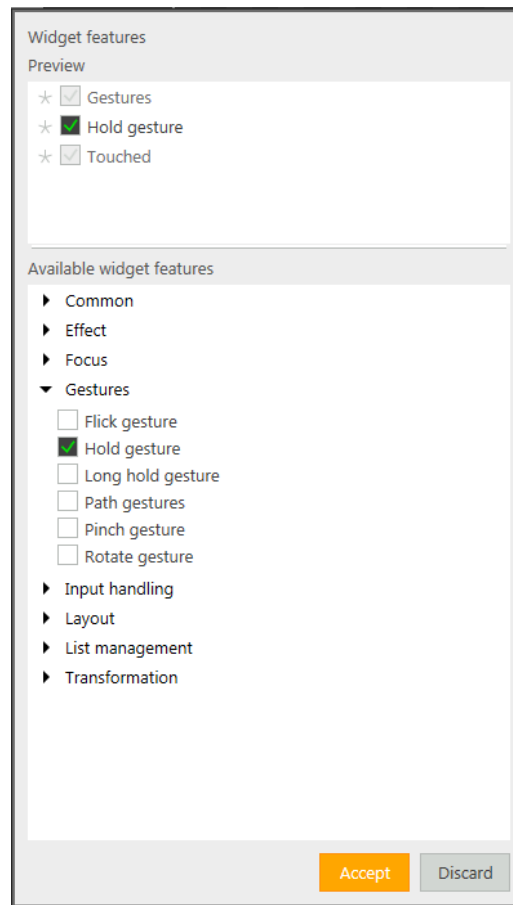 Widget features
Preview
Gestures
Hold gesture
Touched
Available widget features
Common
Effect
Focus
Gestures
Flick gesture
Hold gesture
Long hold gesture
Path gestures
Pinch gesture
Rotate gesture
Input handling
Layout
List management
Transformation
Accept Discard